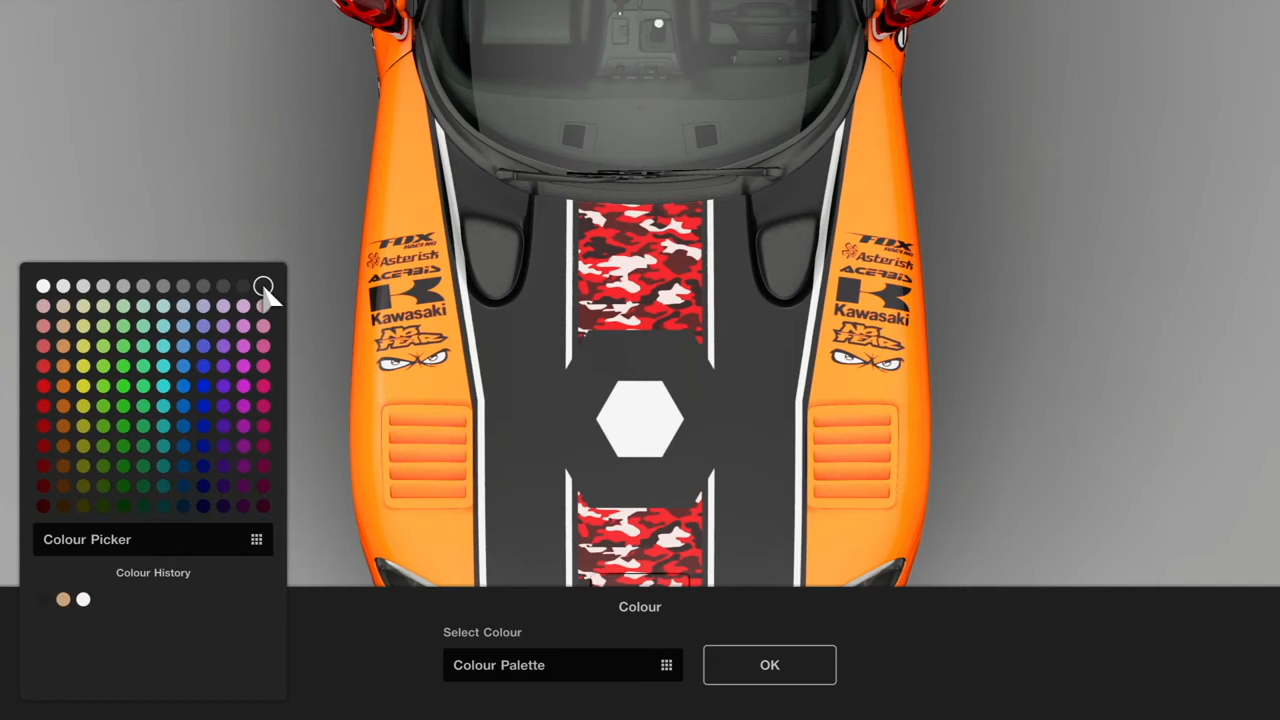 FOX
RACING
Asterisk
ACERBIS
K
Kawasaki
NO
FEAR
FOX
RACING
Asterisk
ACERBIS
K
Kawasaki
NO
FEAR
Colour Picker
Colour History
Colour
Select Colour
Colour Palette
OK